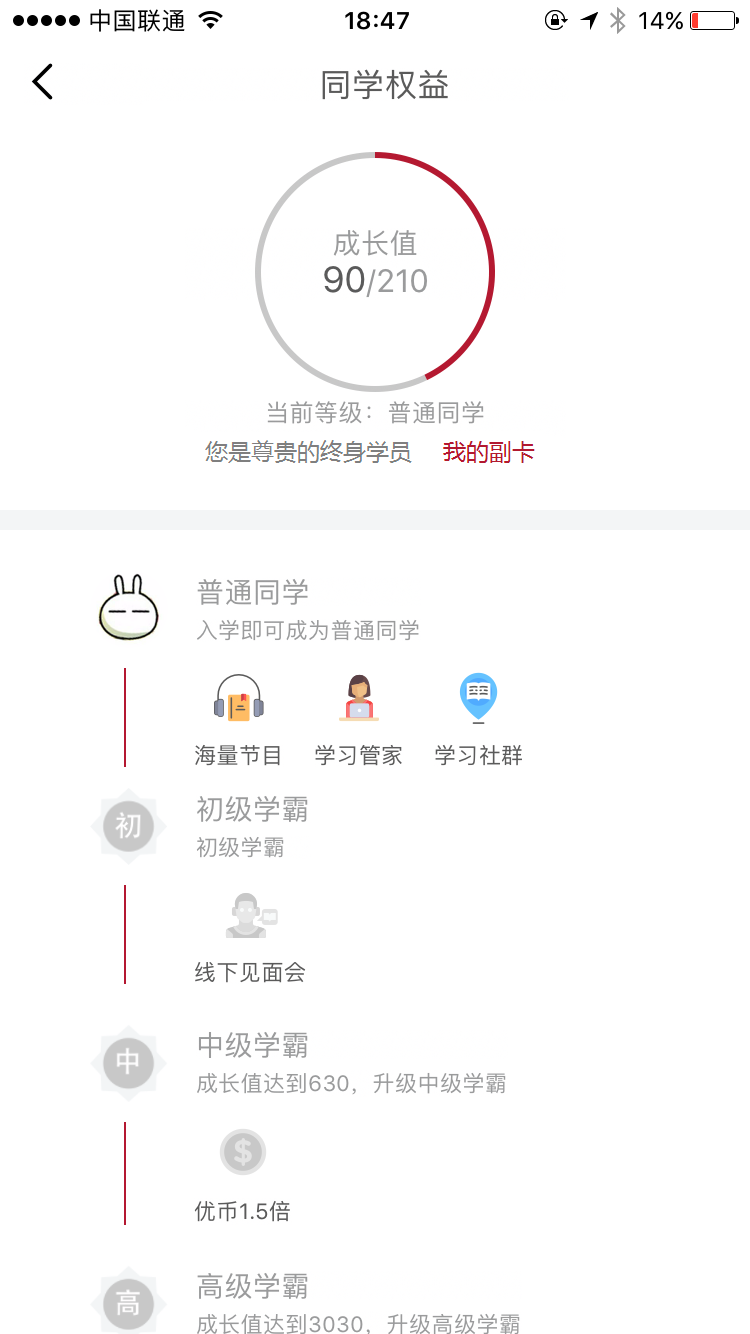 中国联通 18:47 14%
同学权益
成长值
90/210
当前等级：普通同学
您是尊贵的终身学员 我的副卡
普通同学
入学即可成为普通同学
海量节目 学习管家 学习社群
初
初级学霸
初级学霸
线下见面会
中
中级学霸
成长值达到630，升级中级学霸
$
优币1.5倍
高
高级学霸
成长值达到3030，升级高级学霸